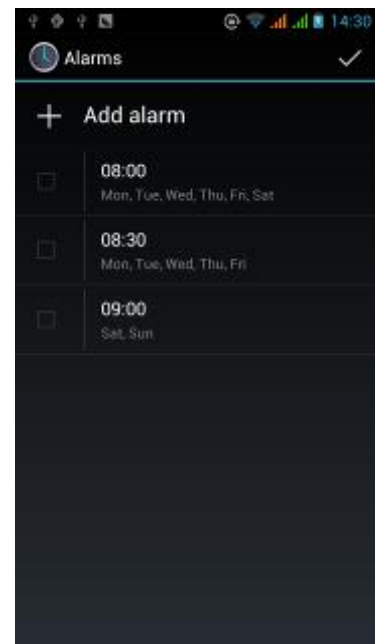 14:30
Alarms
Add alarm
08:00
Mon, Tue, Wed, Thu, Fri, Sat
08:30
Mon, Tue, Wed, Thu, Fri
09:00
Sat, Sun